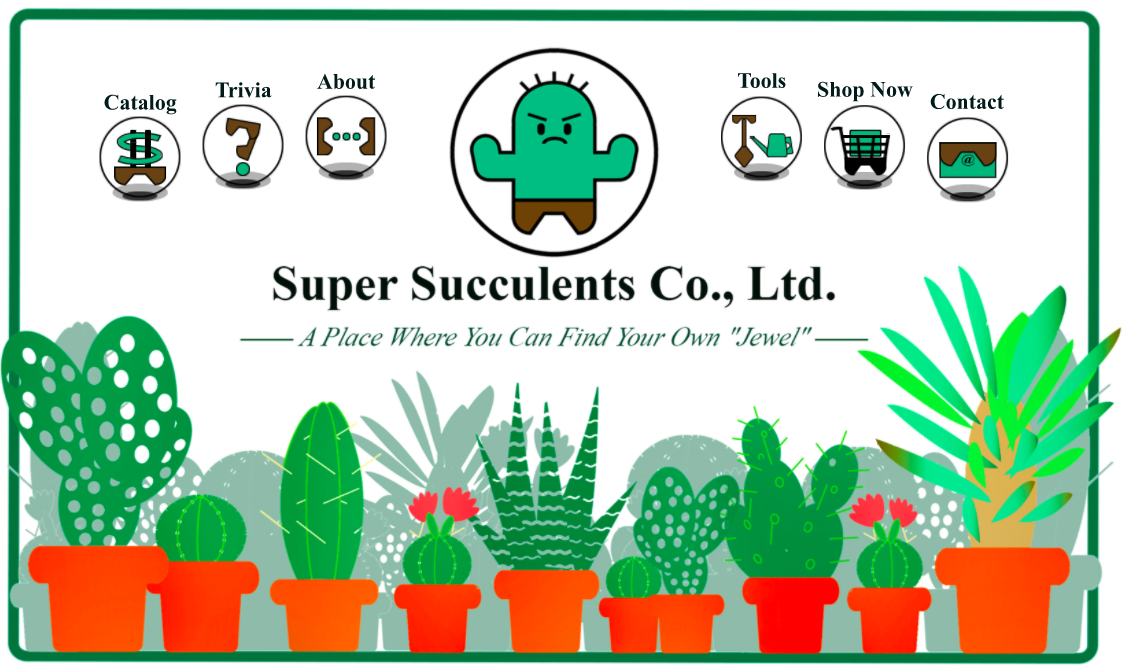 Catalog
Trivia
About
Tools
Shop Now
Contact
@
Super Succulents Co., Ltd.
A Place Where You Can Find Your Own "Jewel"